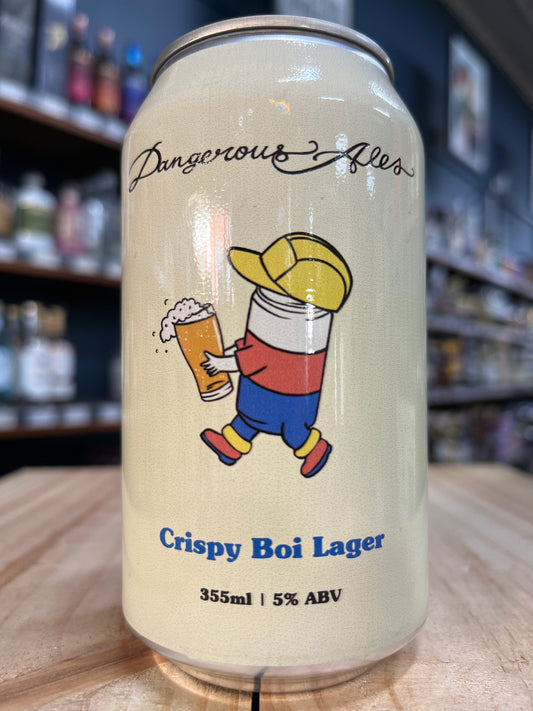 Dangerous Ales
Crispy Boi Lager
355ml | 5% ABV